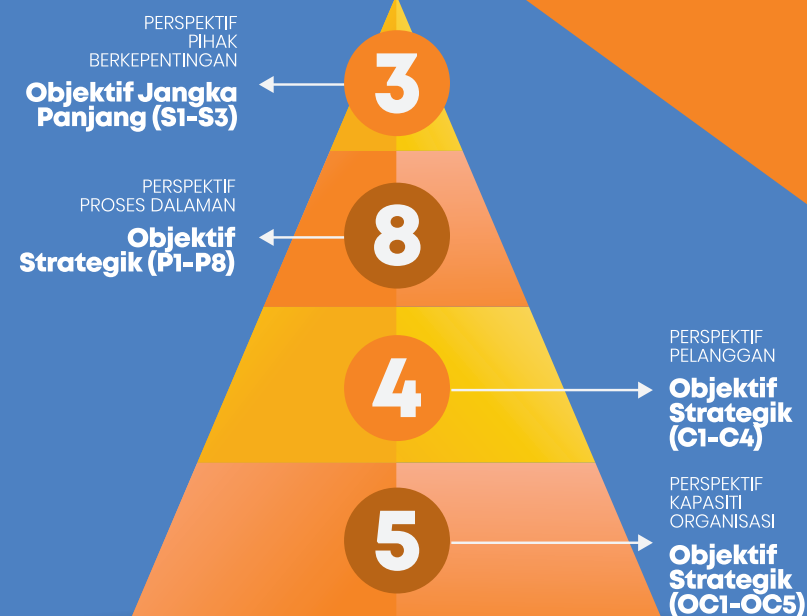 PERSPEKTIF
PIHAK
BERKEPENTINGAN
Objektif Jangka
Panjang (S1-S3)
3
PERSPEKTIF
PROSES DALAMAN
Objektif
Strategik (P1-P8)
8
4
PERSPEKTIF
PELANGGAN
Objektif
Strategik
(C1-C4)
5
PERSPEKTIF
KAPASITI
ORGANISASI
Objektif
Strategik
(OC1-OC5)